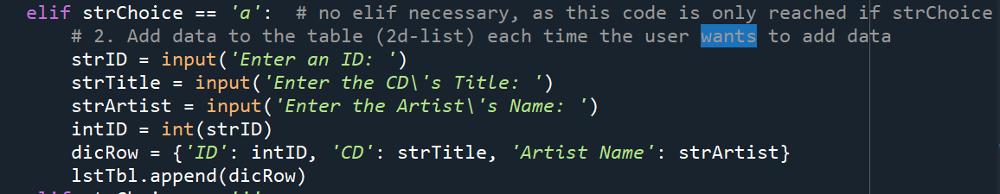 elif strChoice == 'a':  # no elif necessary, as this code is only reached if strChoice
# 2. Add data to the table (2d-list) each time the user wants to add data
strID = input('Enter an ID: ')
strTitle = input('Enter the CD\'s Title: ')
strArtist = input('Enter the Artist\'s Name: ')
intID = int(strID)
dicRow = {'ID': intID, 'CD': strTitle, 'Artist Name': strArtist}
lstTbl.append(dicRow)